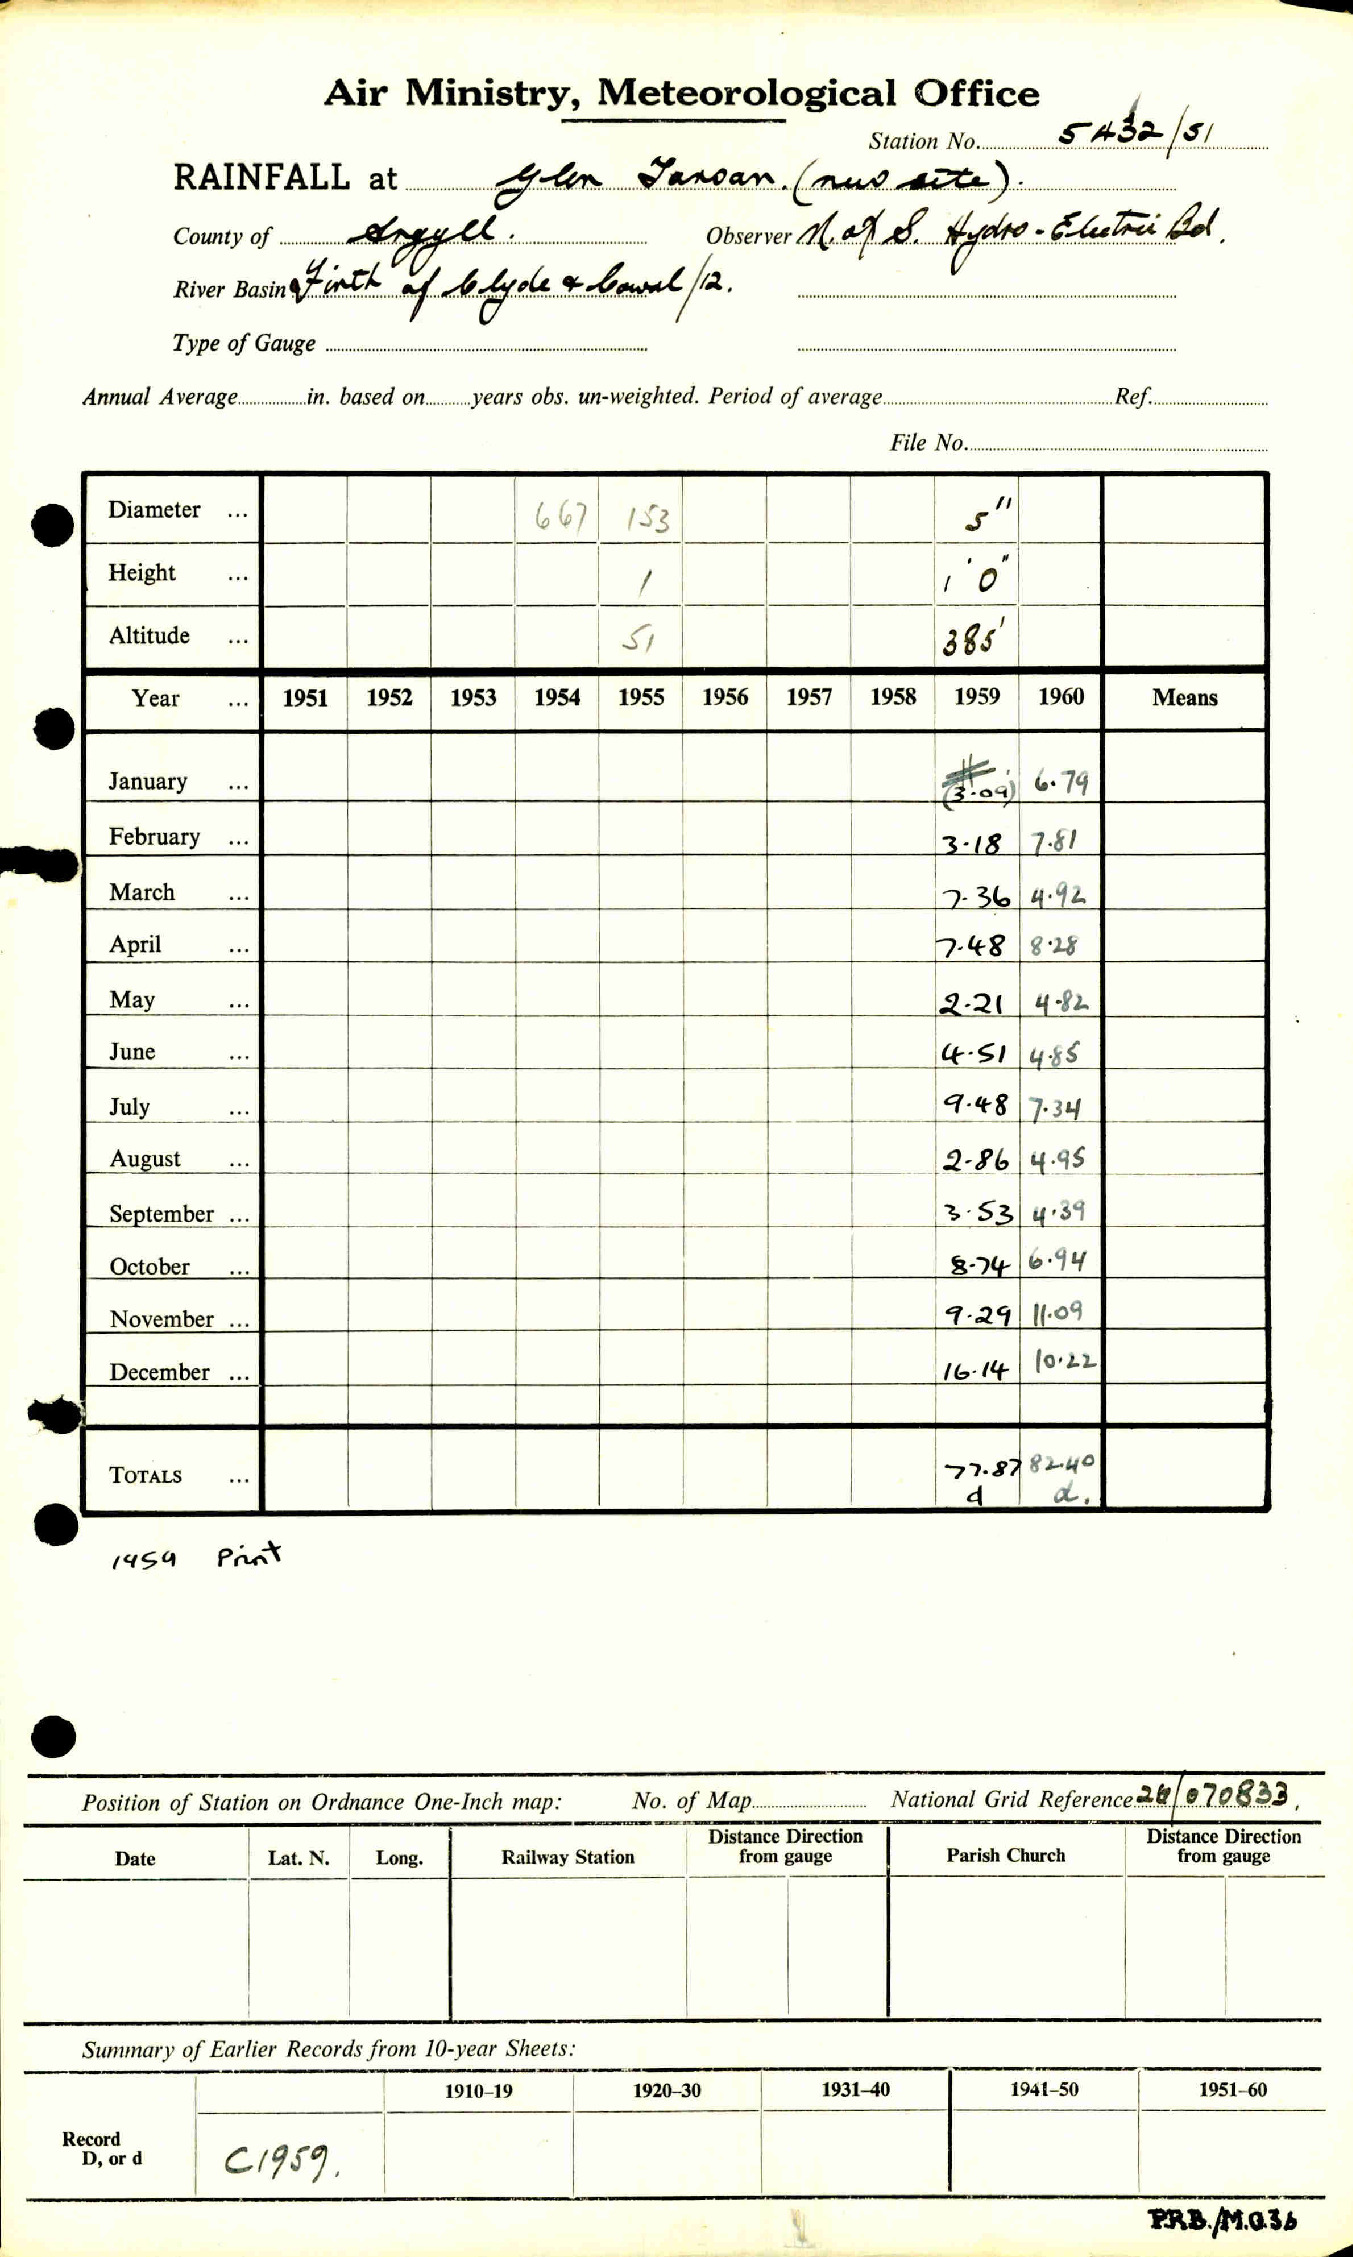 Air Ministry, Meteorological Office
Station No. 5432/51
RAINFALL at Glen Tarsan. (new site).
County of Argyll. Observer N. of S. Hydro-Electric Bd.
River Basin Firth of Clyde & Cowal/12.
Type of Gauge
Annual Average in. based on years obs. un-weighted. Period of average Ref.
File No.
Diameter ... 667 153 5"
Height ... 1 1' 0"
Altitude ... 51 385'
Year ... 1951 1952 1953 1954 1955 1956 1957 1958 1959 1960 Means
January ... (3.09) 6.79
February ... 3.18 7.81
March ... 7.36 4.92
April ... 7.48 8.28
May ... 2.21 4.82
June ... 4.51 4.85
July ... 9.48 7.34
August ... 2.86 4.95
September ... 3.53 4.39
October ... 8.74 6.94
November ... 9.29 11.09
December ... 16.14 10.22
TOTALS ... 77.87 82.40
d d.
1959 Print
Position of Station on Ordnance One-Inch map: No. of Map National Grid Reference 26/070833.
Date Lat. N. Long. Railway Station Distance Direction from gauge Parish Church Distance Direction from gauge
Summary of Earlier Records from 10-year Sheets:
1910–19 1920–30 1931–40 1941–50 1951–60
Record
D, or d C1959.
P.R.B./M.O.36